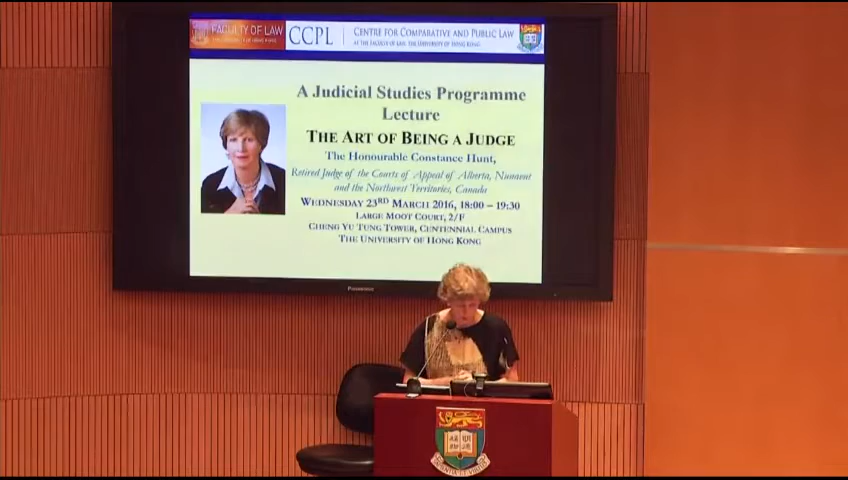 FACULTY OF LAW
CCPL
CENTRE FOR COMPARATIVE AND PUBLIC LAW
AT THE FACULTY OF LAW, THE UNIVERSITY OF HONG KONG
A Judicial Studies Programme
Lecture
THE ART OF BEING A JUDGE
The Honourable Constance Hunt,
Retired Judge of the Courts of Appeal of Alberta, Nunavut
and the Northwest Territories, Canada
WEDNESDAY 23RD MARCH 2016, 18:00 – 19:30
LARGE MOOT COURT, 2/F
CHENG YU TUNG TOWER, CENTENNIAL CAMPUS
THE UNIVERSITY OF HONG KONG